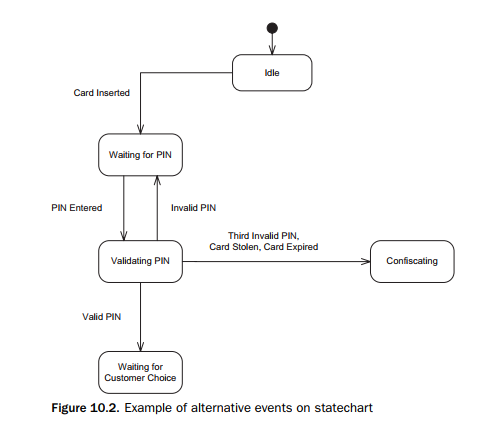 Idle
Card Inserted
Waiting for PIN
PIN Entered
Invalid PIN
Third Invalid PIN,
Card Stolen, Card Expired
Validating PIN
Confiscating
Valid PIN
Waiting for
Customer Choice
Figure 10.2. Example of alternative events on statechart